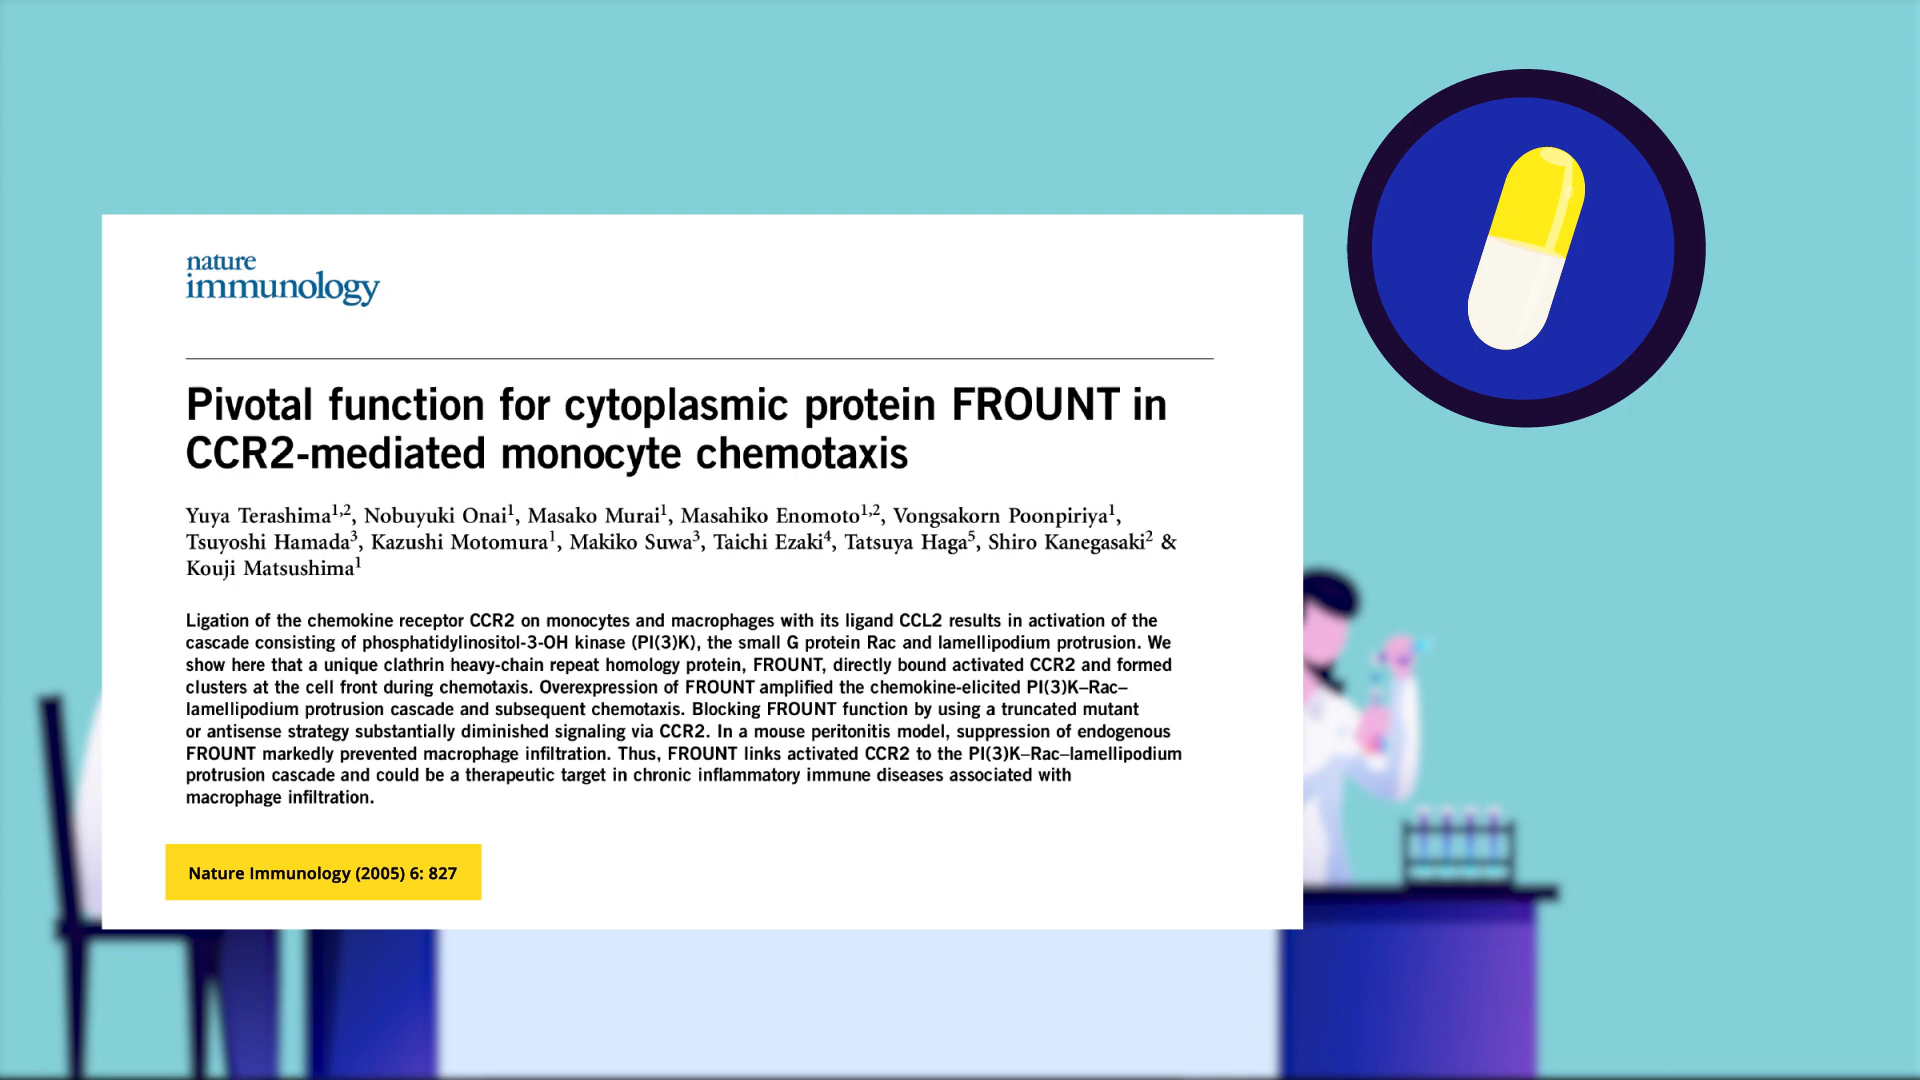 nature
immunology
Pivotal function for cytoplasmic protein FROUNT in
CCR2-mediated monocyte chemotaxis
Yuya Terashima1,2, Nobuyuki Onai1, Masako Murai1, Masahiko Enomoto1,2, Vongsakorn Poonpiriya1,
Tsuyoshi Hamada3, Kazushi Motomura1, Makiko Suwa3, Taichi Ezaki4, Tatsuya Haga5, Shiro Kanegasaki2 &
Kouji Matsushima1
Ligation of the chemokine receptor CCR2 on monocytes and macrophages with its ligand CCL2 results in activation of the
cascade consisting of phosphatidylinositol-3-OH kinase (PI(3)K), the small G protein Rac and lamellipodium protrusion. We
show here that a unique clathrin heavy-chain repeat homology protein, FROUNT, directly bound activated CCR2 and formed
clusters at the cell front during chemotaxis. Overexpression of FROUNT amplified the chemokine-elicited PI(3)K–Rac–
lamellipodium protrusion cascade and subsequent chemotaxis. Blocking FROUNT function by using a truncated mutant
or antisense strategy substantially diminished signaling via CCR2. In a mouse peritonitis model, suppression of endogenous
FROUNT markedly prevented macrophage infiltration. Thus, FROUNT links activated CCR2 to the PI(3)K–Rac–lamellipodium
protrusion cascade and could be a therapeutic target in chronic inflammatory immune diseases associated with
macrophage infiltration.
Nature Immunology (2005) 6: 827